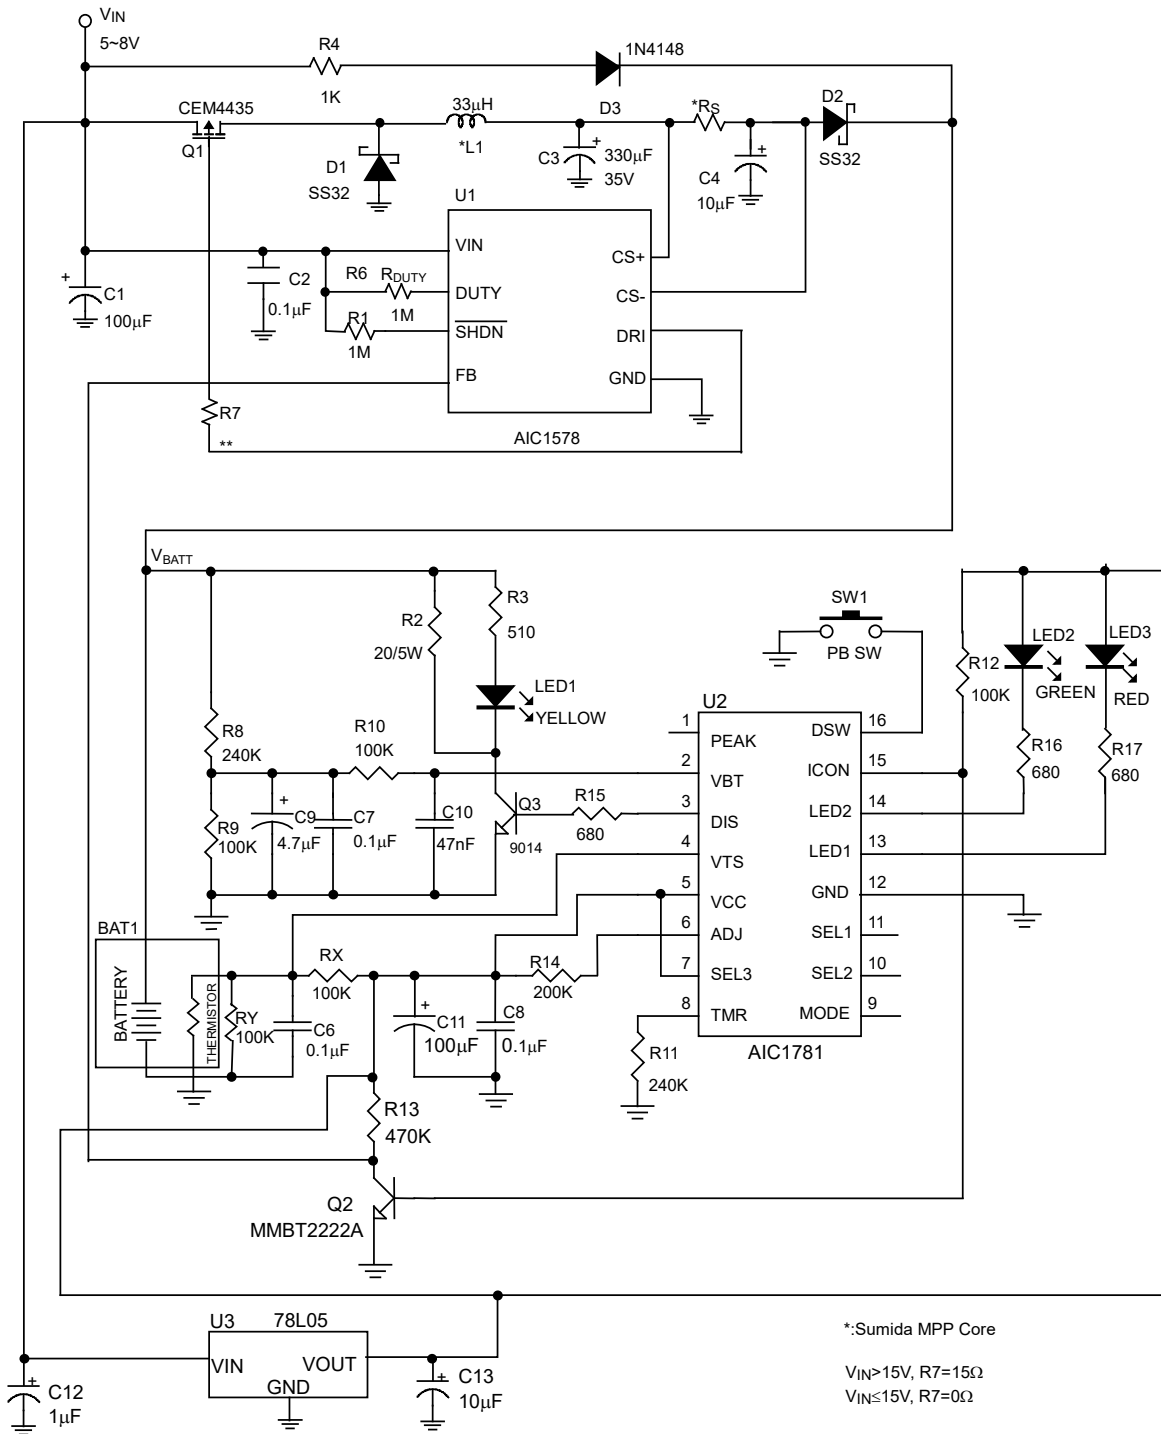 VIN
5~8V
R4
1K
1N4148
CEM4435
Q1
33μH
*L1
D3
*RS
D2
SS32
D1
SS32
C3
+
330μF
35V
+
C4
10μF
U1
VIN
DUTY
SHDN
FB
CS+
CS-
DRI
GND
AIC1578
+
C1
100μF
C2
0.1μF
R6
RDUTY
1M
R1
1M
R7
**
VBATT
R2
20/5W
R3
510
LED1
YELLOW
R8
240K
R10
100K
R9
100K
+
C9
4.7μF
C7
0.1μF
C10
47nF
Q3
9014
R15
680
SW1
PB SW
R12
100K
LED2
GREEN
LED3
RED
R16
680
R17
680
U2
1
PEAK
2
VBT
3
DIS
4
VTS
5
VCC
6
ADJ
7
SEL3
8
TMR
16
DSW
15
ICON
14
LED2
13
LED1
12
GND
11
SEL1
10
SEL2
9
MODE
AIC1781
BAT1
BATTERY
THERMISTOR
RY
100K
RX
100K
C6
0.1μF
+
C11
100μF
C8
0.1μF
R14
200K
R11
240K
R13
470K
Q2
MMBT2222A
U3
78L05
VIN
VOUT
GND
+
C12
1μF
+
C13
10μF
*:Sumida MPP Core
VIN>15V, R7=15Ω
VIN≤15V, R7=0Ω